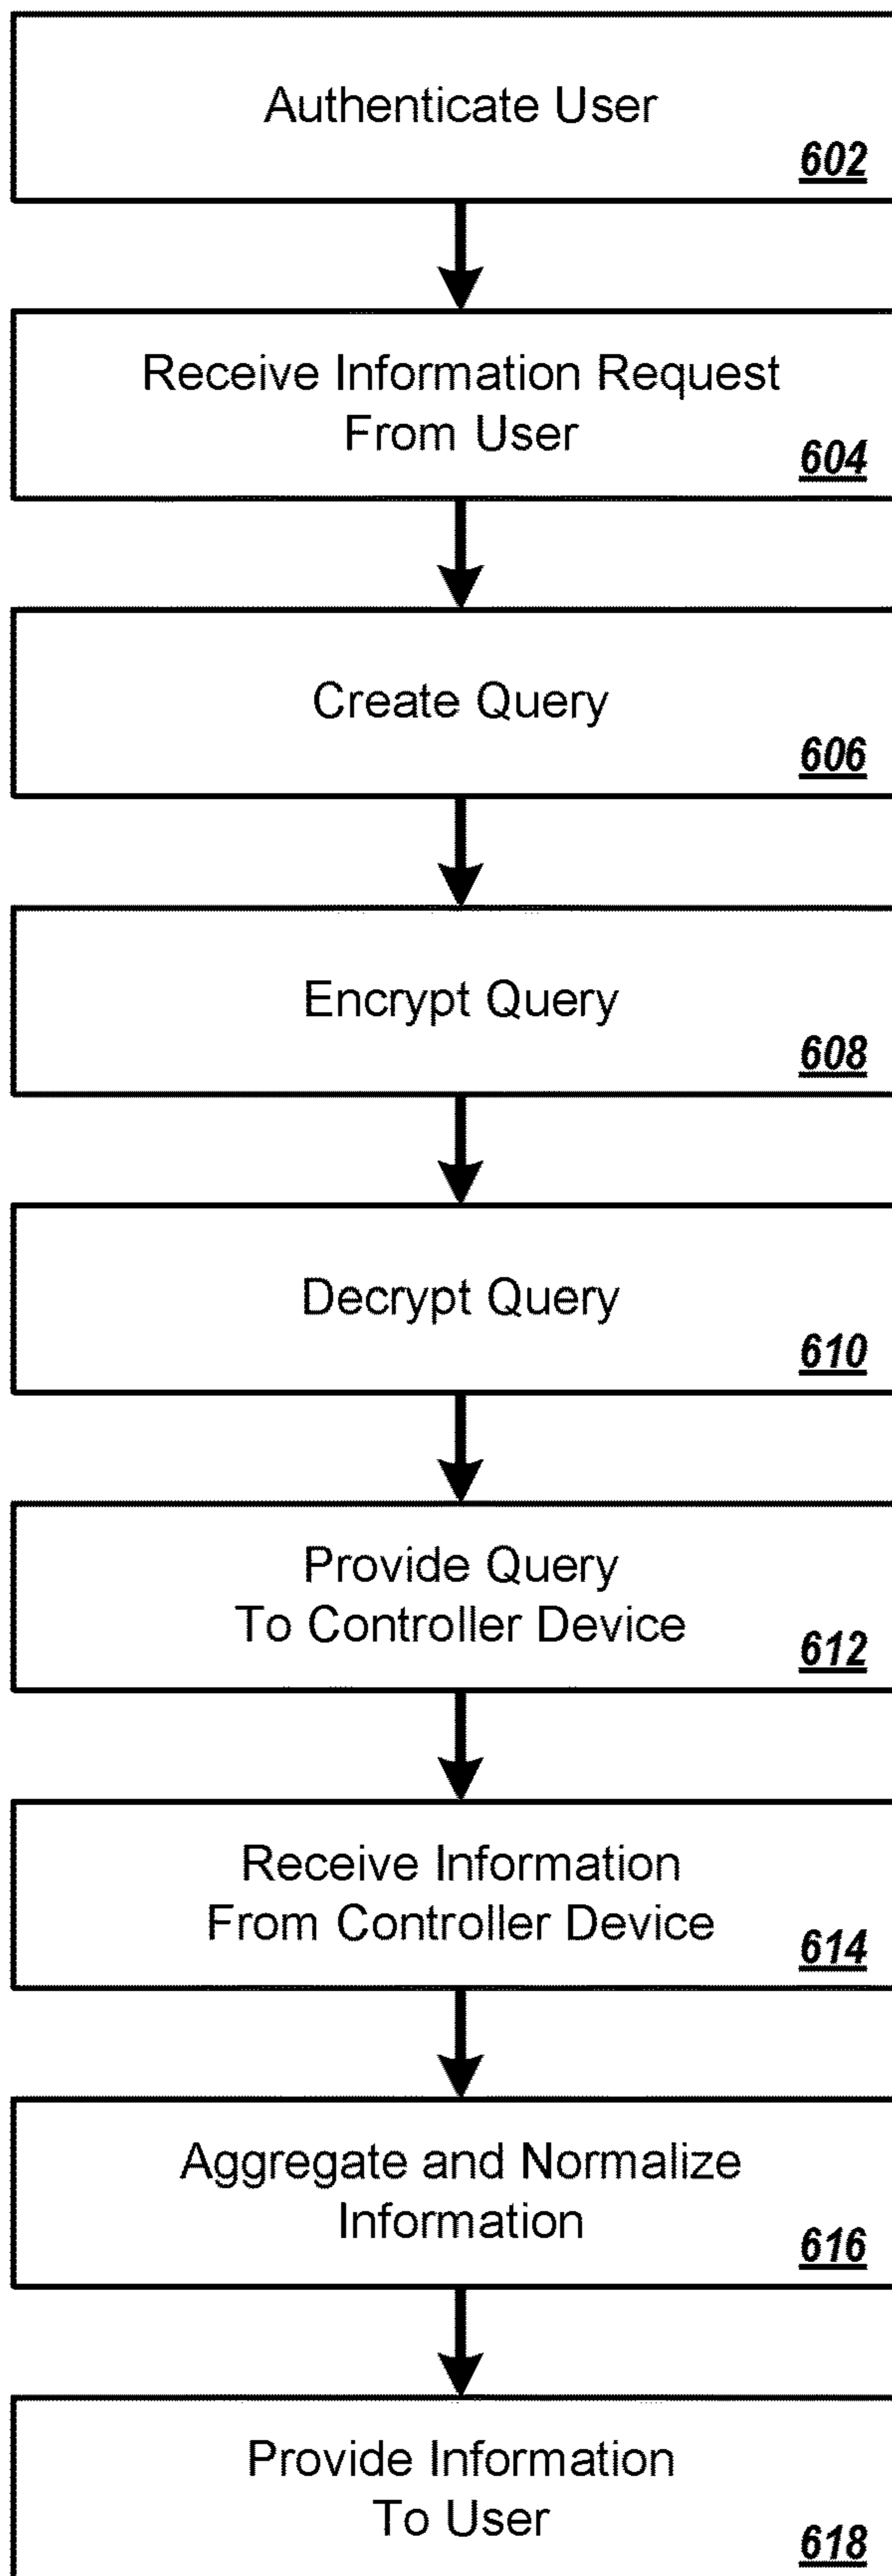 Authenticate User
602
Receive Information Request
From User
604
Create Query
606
Encrypt Query
608
Decrypt Query
610
Provide Query
To Controller Device
612
Receive Information
From Controller Device
614
Aggregate and Normalize
Information
616
Provide Information
To User
618